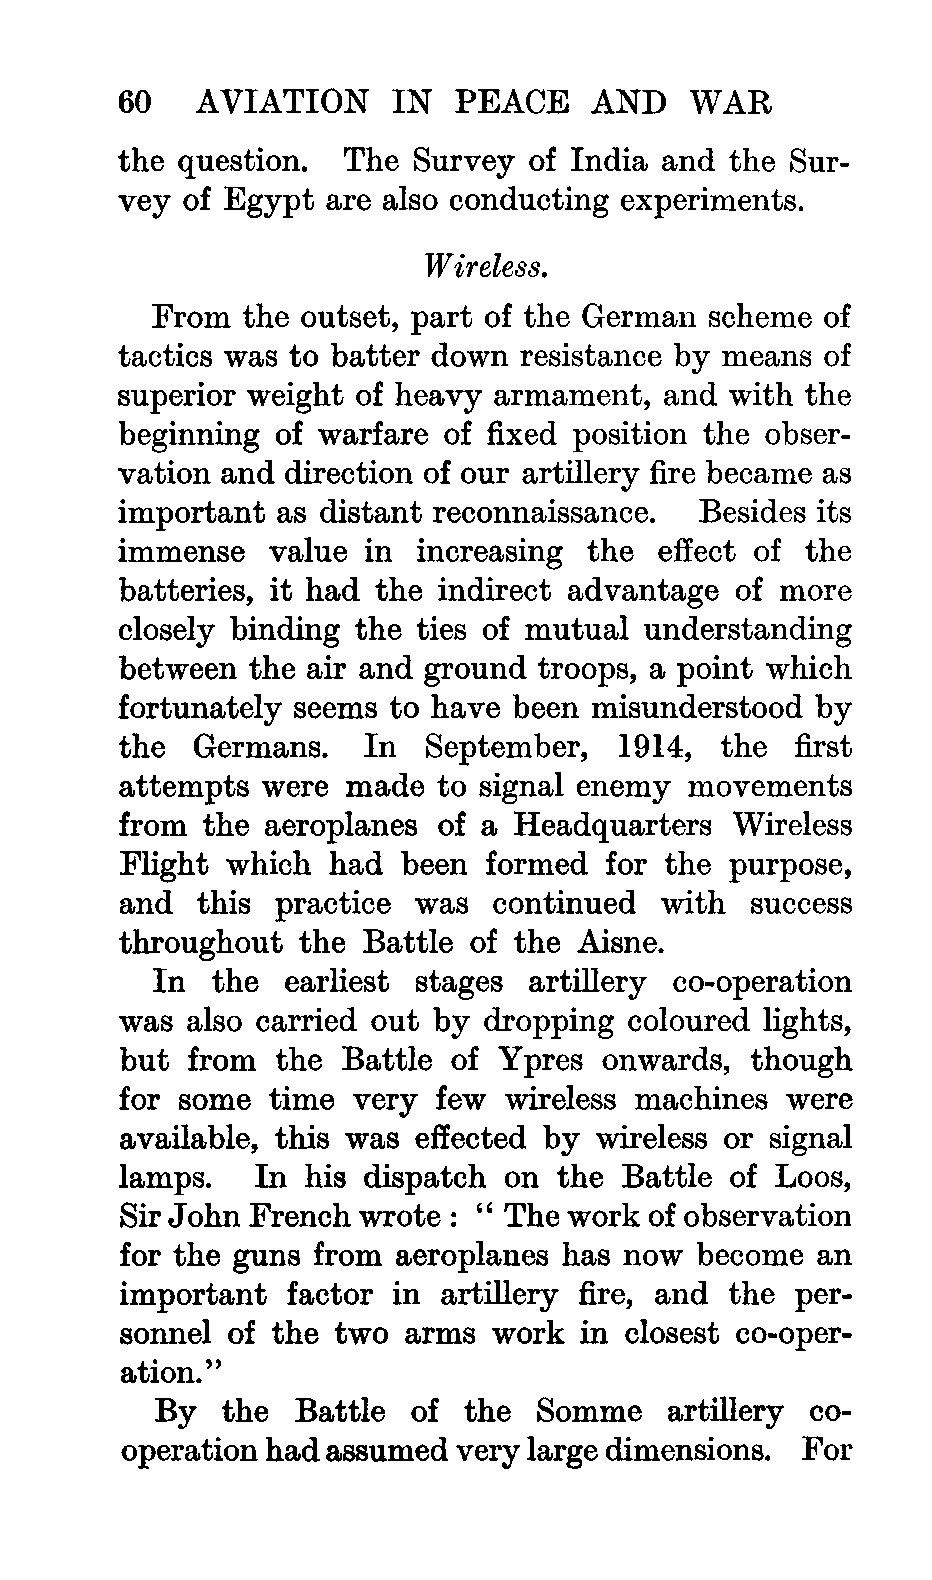 60 AVIATION IN PEACE AND WAR
the question. The Survey of India and the Sur-
vey of Egypt are also conducting experiments.
Wireless.
From the outset, part of the German scheme of
tactics was to batter down resistance by means of
superior weight of heavy armament, and with the
beginning of warfare of fixed position the obser-
vation and direction of our artillery fire became as
important as distant reconnaissance. Besides its
immense value in increasing the effect of the
batteries, it had the indirect advantage of more
closely binding the ties of mutual understanding
between the air and ground troops, a point which
fortunately seems to have been misunderstood by
the Germans. In September, 1914, the first
attempts were made to signal enemy movements
from the aeroplanes of a Headquarters Wireless
Flight which had been formed for the purpose,
and this practice was continued with success
throughout the Battle of the Aisne.
In the earliest stages artillery co-operation
was also carried out by dropping coloured lights,
but from the Battle of Ypres onwards, though
for some time very few wireless machines were
available, this was effected by wireless or signal
lamps. In his dispatch on the Battle of Loos,
Sir John French wrote : “ The work of observation
for the guns from aeroplanes has now become an
important factor in artillery fire, and the per-
sonnel of the two arms work in closest co-oper-
ation.”
By the Battle of the Somme artillery co-
operation had assumed very large dimensions. For